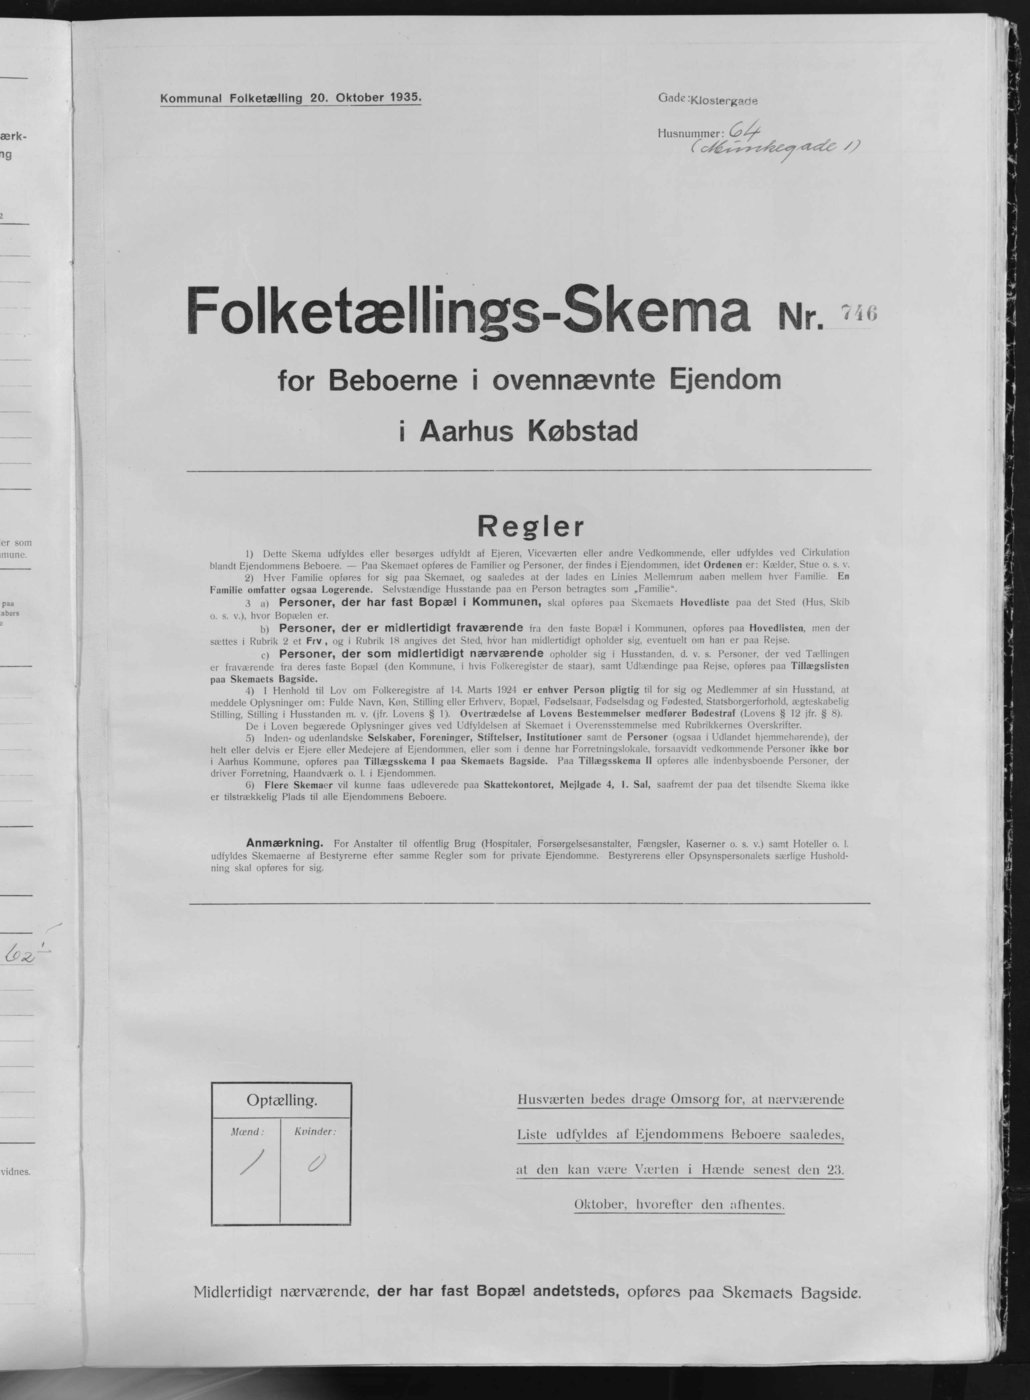 Kommunal Folketælling 20. Oktober 1935.
Gade: Klostergade
Husnummer: 64
(Munkegade 1)
Folketællings-Skema Nr. 746
for Beboerne i ovennævnte Ejendom
i Aarhus Købstad
Regler
1) Dette Skema udfyldes eller besørges udfyldt af Ejeren, Viceværten eller andre Vedkommende, eller udfyldes ved Cirkulation
blandt Ejendommens Beboere. — Paa Skemaet opføres de Familier og Personer, der findes i Ejendommen, idet Ordenen er: Kælder, Stue o. s. v.
2) Hver Familie opføres for sig paa Skemaet, og saaledes at der lades en Linies Mellemrum aaben mellem hver Familie. En
Familie omfatter ogsaa Logerende. Selvstændige Husstande paa en Person betragtes som „Familie“.
3 a) Personer, der har fast Bopæl i Kommunen, skal opføres paa Skemaets Hovedliste paa det Sted (Hus, Skib
o. s. v.), hvor Bopælen er.
b) Personer, der er midlertidigt fraværende fra den faste Bopæl i Kommunen, opføres paa Hovedlisten, men der
sættes i Rubrik 2 et Frv., og i Rubrik 18 angives det Sted, hvor han midlertidigt opholder sig, eventuelt om han er paa Rejse.
c) Personer, der som midlertidigt nærværende opholder sig i Husstanden, d. v. s. Personer, der ved Tællingen
er fraværende fra deres faste Bopæl (den Kommune, i hvis Folkeregister de staar), samt Udlændinge paa Rejse, opføres paa Tillægslisten
paa Skemaets Bagside.
4) I Henhold til Lov om Folkeregistre af 14. Marts 1924 er enhver Person pligtig til for sig og Medlemmer af sin Husstand, at
meddele Oplysninger om: Fulde Navn, Køn, Stilling eller Erhverv, Bopæl, Fødselsaar, Fødselsdag og Fødested, Statsborgerforhold, ægteskabelig
Stilling, Stilling i Husstanden m. v. (jfr. Lovens § 1). Overtrædelse af Lovens Bestemmelser medfører Bødestraf (Lovens § 12 jfr. § 8).
De i Loven begærede Oplysninger gives ved Udfyldelsen af Skemaet i Overensstemmelse med Rubrikkernes Overskrifter.
5) Inden- og udenlandske Selskaber, Foreninger, Stiftelser, Institutioner samt de Personer (ogsaa i Udlandet hjemmehørende), der
helt eller delvis er Ejere eller Medejere af Ejendommen, eller som i denne har Forretningslokale, forsaavidt vedkommende Personer ikke bor
i Aarhus Kommune, opføres paa Tillægsskema I paa Skemaets Bagside. Paa Tillægsskema II opføres alle indenbysboende Personer, der
driver Forretning, Haandværk o. l. i Ejendommen.
6) Flere Skemaer vil kunne faas udleverede paa Skattekontoret, Mejlgade 4, 1. Sal, saafremt der paa det tilsendte Skema ikke
er tilstrækkelig Plads til alle Ejendommens Beboere.
Anmærkning. For Anstalter til offentlig Brug (Hospitaler, Forsørgelsesanstalter, Fængsler, Kaserner o. s. v.) samt Hoteller o. l.
udfyldes Skemaerne af Bestyrerne efter samme Regler som for private Ejendomme. Bestyrerens eller Opsynspersonalets særlige Hushold-
ning skal opføres for sig.
Optælling.
Mænd: Kvinder:
1 0
Husværten bedes drage Omsorg for, at nærværende
Liste udfyldes af Ejendommens Beboere saaledes,
at den kan være Værten i Hænde senest den 23.
Oktober, hvorefter den afhentes.
Midlertidigt nærværende, der har fast Bopæl andetsteds, opføres paa Skemaets Bagside.
ærk-
ng
er som
mune.
paa
62
vidnes.